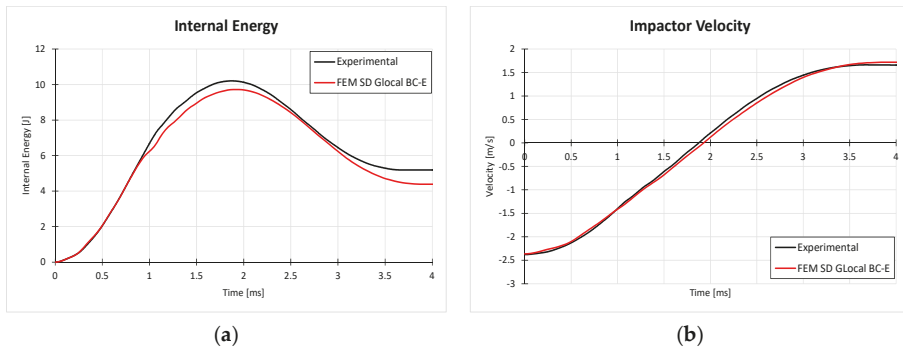 Internal Energy
12
10
8
6
4
2
0
Internal Energy [J]
0 0.5 1 1.5 2 2.5 3 3.5 4
Time [ms]
Experimental
FEM SD Glocal BC-E
(a)
Impactor Velocity
2
1.5
1
0.5
0
-0.5
-1
-1.5
-2
-2.5
-3
Velocity [m/s]
0 0.5 1 1.5 2 2.5 3 3.5 4
Time [ms]
Experimental
FEM SD GLocal BC-E
(b)